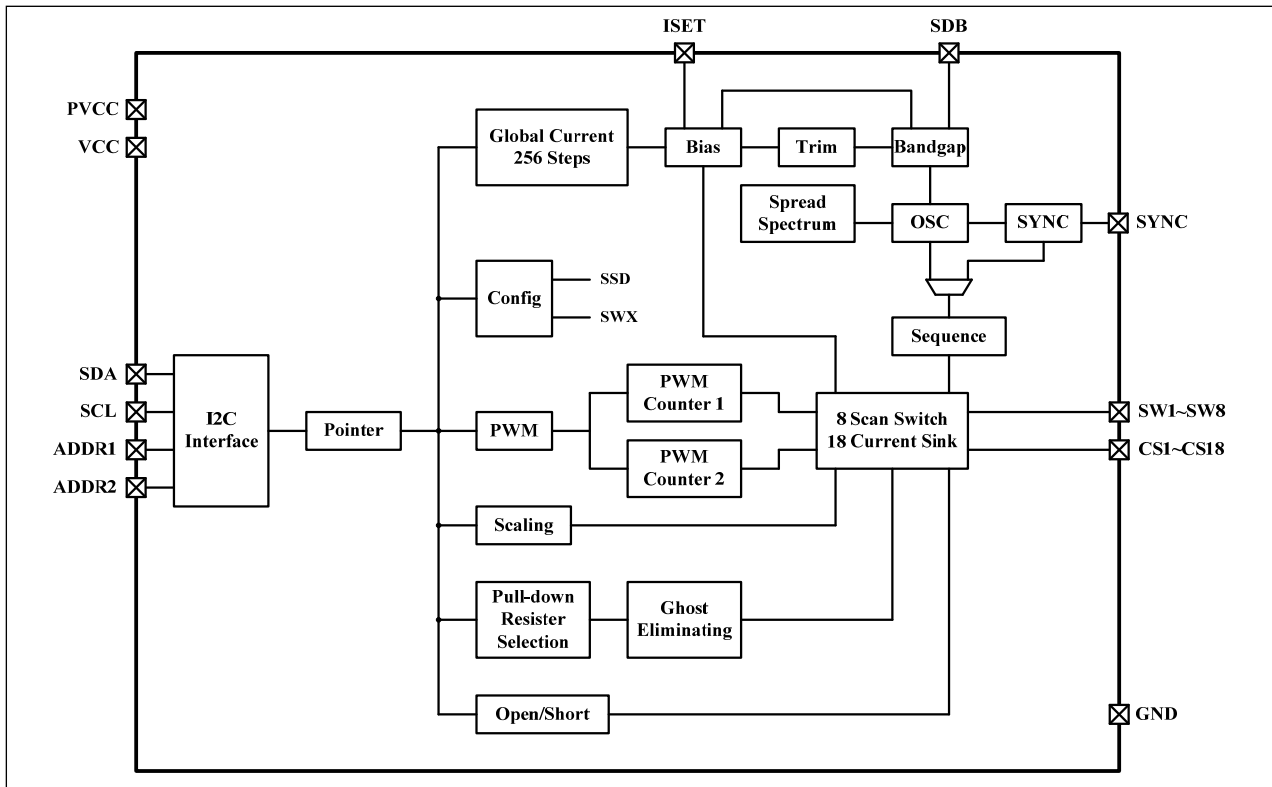 ISET
SDB
PVCC
VCC
Global Current
256 Steps
Bias
Trim
Bandgap
Spread
Spectrum
OSC
SYNC
SYNC
Config
SSD
SWX
Sequence
SDA
SCL
ADDR1
ADDR2
I2C
Interface
Pointer
PWM
PWM
Counter 1
PWM
Counter 2
8 Scan Switch
18 Current Sink
SW1~SW8
CS1~CS18
Scaling
Pull-down
Resister
Selection
Ghost
Eliminating
Open/Short
GND